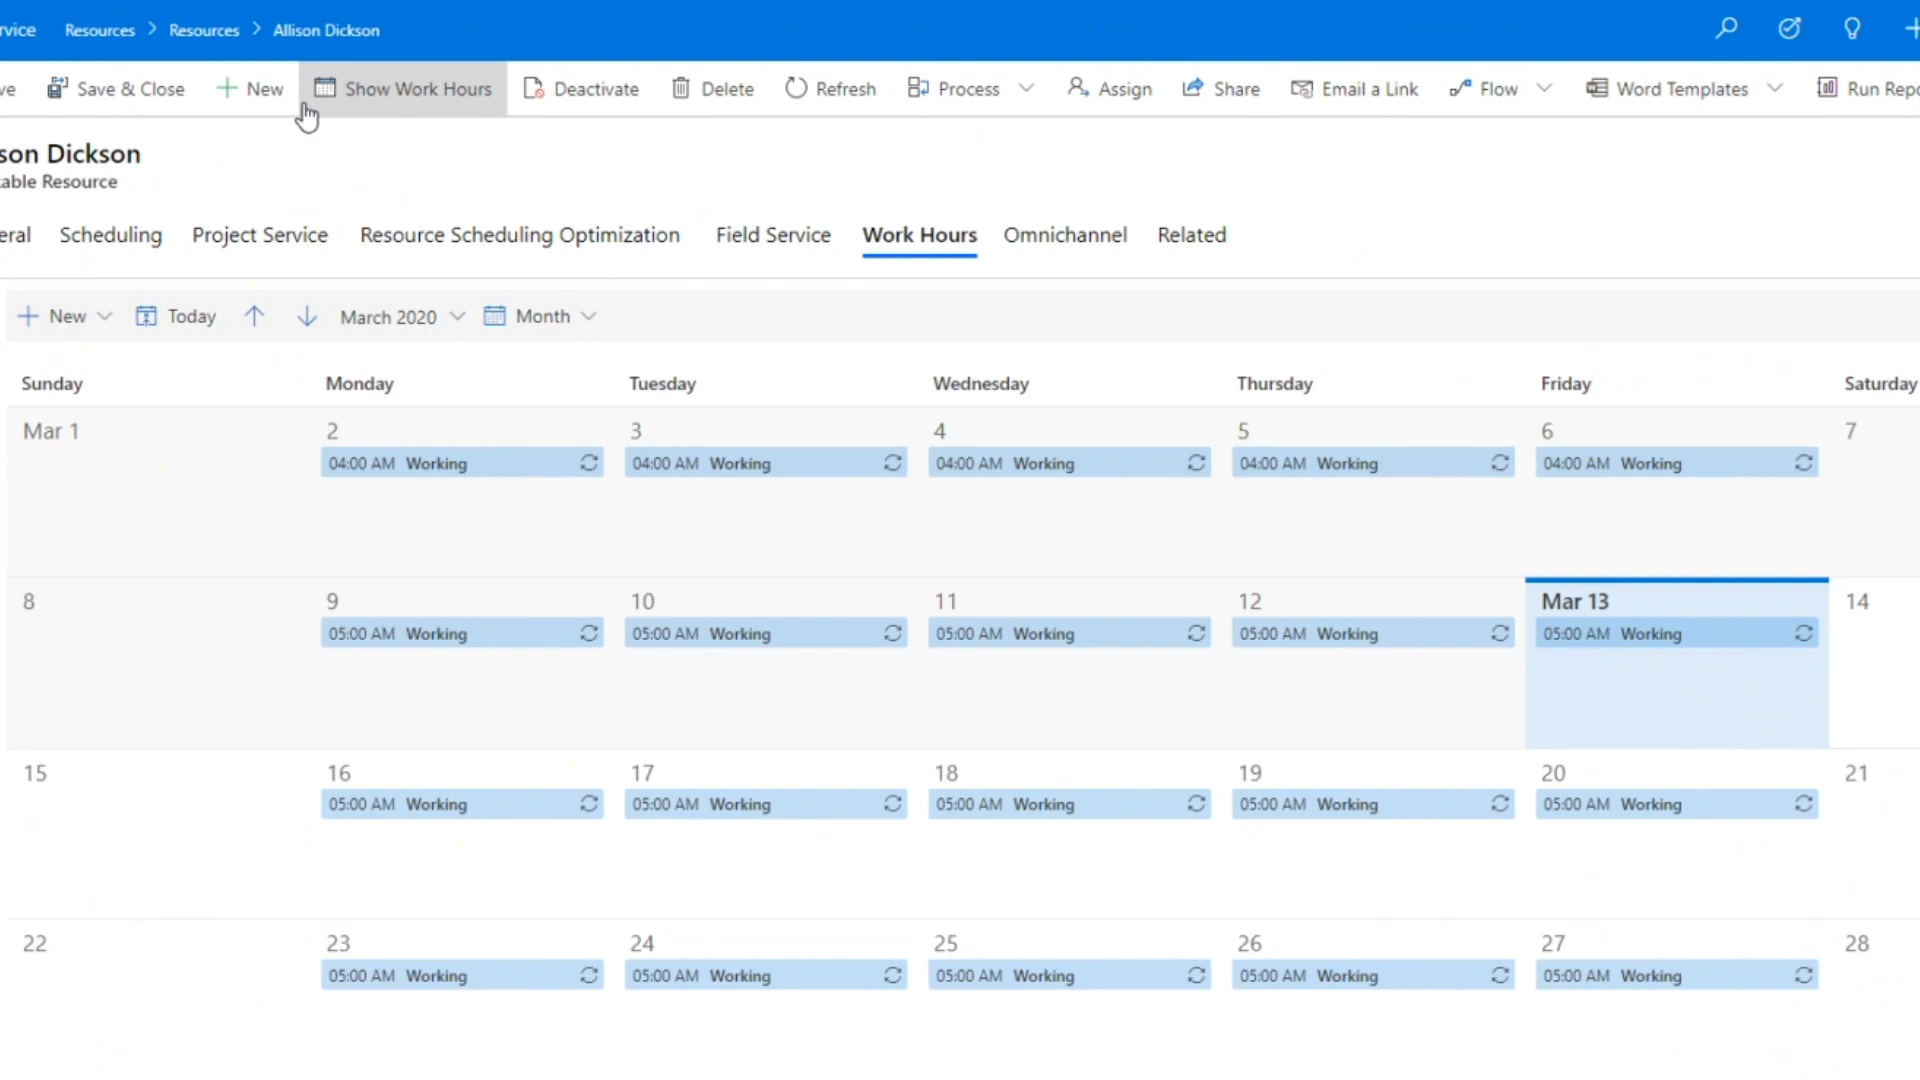 rvice Resources > Resources > Allison Dickson
ve Save & Close New Show Work Hours Deactivate Delete Refresh Process Assign Share Email a Link Flow Word Templates Run Repo
son Dickson
able Resource
eral Scheduling Project Service Resource Scheduling Optimization Field Service Work Hours Omnichannel Related
New Today March 2020 Month
Sunday Monday Tuesday Wednesday Thursday Friday Saturday
Mar 1 2 3 4 5 6 7
04:00 AM Working 04:00 AM Working 04:00 AM Working 04:00 AM Working 04:00 AM Working
8 9 10 11 12 Mar 13 14
05:00 AM Working 05:00 AM Working 05:00 AM Working 05:00 AM Working 05:00 AM Working
15 16 17 18 19 20 21
05:00 AM Working 05:00 AM Working 05:00 AM Working 05:00 AM Working 05:00 AM Working
22 23 24 25 26 27 28
05:00 AM Working 05:00 AM Working 05:00 AM Working 05:00 AM Working 05:00 AM Working